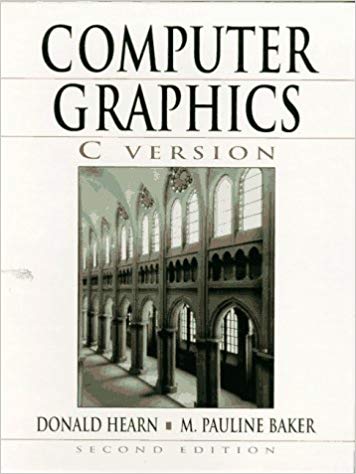 COMPUTER
GRAPHICS
C VERSION
DONALD HEARN ■ M. PAULINE BAKER
SECOND EDITION